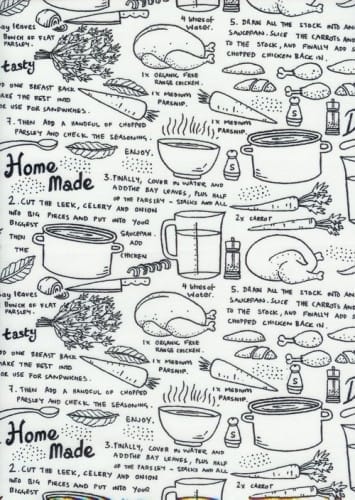 ay leaves
BUNCH OF FLAT
PARSLEY.
tasty
4 litres of
Water.
5. DRAIN ALL THE STOCK INTO AN
SAUCEPAN. SLICE THE CARROTS AND
TO THE STOCK, AND FINALLY ADD S
CHOPPED CHICKEN BACK IN.
1x ORGANIC FREE
RANGE CHICKEN.
ONE BREAST BACK
AKE THE REST INTO
OR USE FOR SANDWICHES.
1x MEDIUM
PARSNIP.
7. THEN ADD A HANDFUL OF CHOPPED
PARSLEY AND CHECK THE SEASONING.
ENJOY.
1x MEDIUM
PARSNIP.
Home
Made
3. FINALLY, COVER IN WATER AND
ADD THE BAY LEAVES, PLUS HALF
OF THE PARSLEY - STALKS AND ALL
2. CUT THE LEEK, CELERY AND ONION
INTO BIG PIECES AND PUT INTO YOUR
BIGGEST SAUCEPAN.
THEN ADD
THE CHICKEN
2x CARROT
ay leaves
BUNCH OF FLAT
PARSLEY.
tasty
4 litres of
Water.
5. DRAIN ALL THE STOCK INTO AN
SAUCEPAN. SLICE THE CARROTS AND
TO THE STOCK, AND FINALLY ADD S
CHOPPED CHICKEN BACK IN.
1x ORGANIC FREE
RANGE CHICKEN.
D ONE BREAST BACK
AKE THE REST INTO
OR USE FOR SANDWICHES.
1x MEDIUM
PARSNIP.
7. THEN ADD A HANDFUL OF CHOPPED
PARSLEY AND CHECK THE SEASONING.
ENJOY.
1x MEDIUM
PARSNIP.
Home
Made
3. FINALLY, COVER IN WATER AND
ADD THE BAY LEAVES, PLUS HALF
OF THE PARSLEY - STALKS AND ALL
2. CUT THE LEEK, CELERY AND ONION
INTO BIG PIECES AND PUT INTO YOUR
2x CARROT